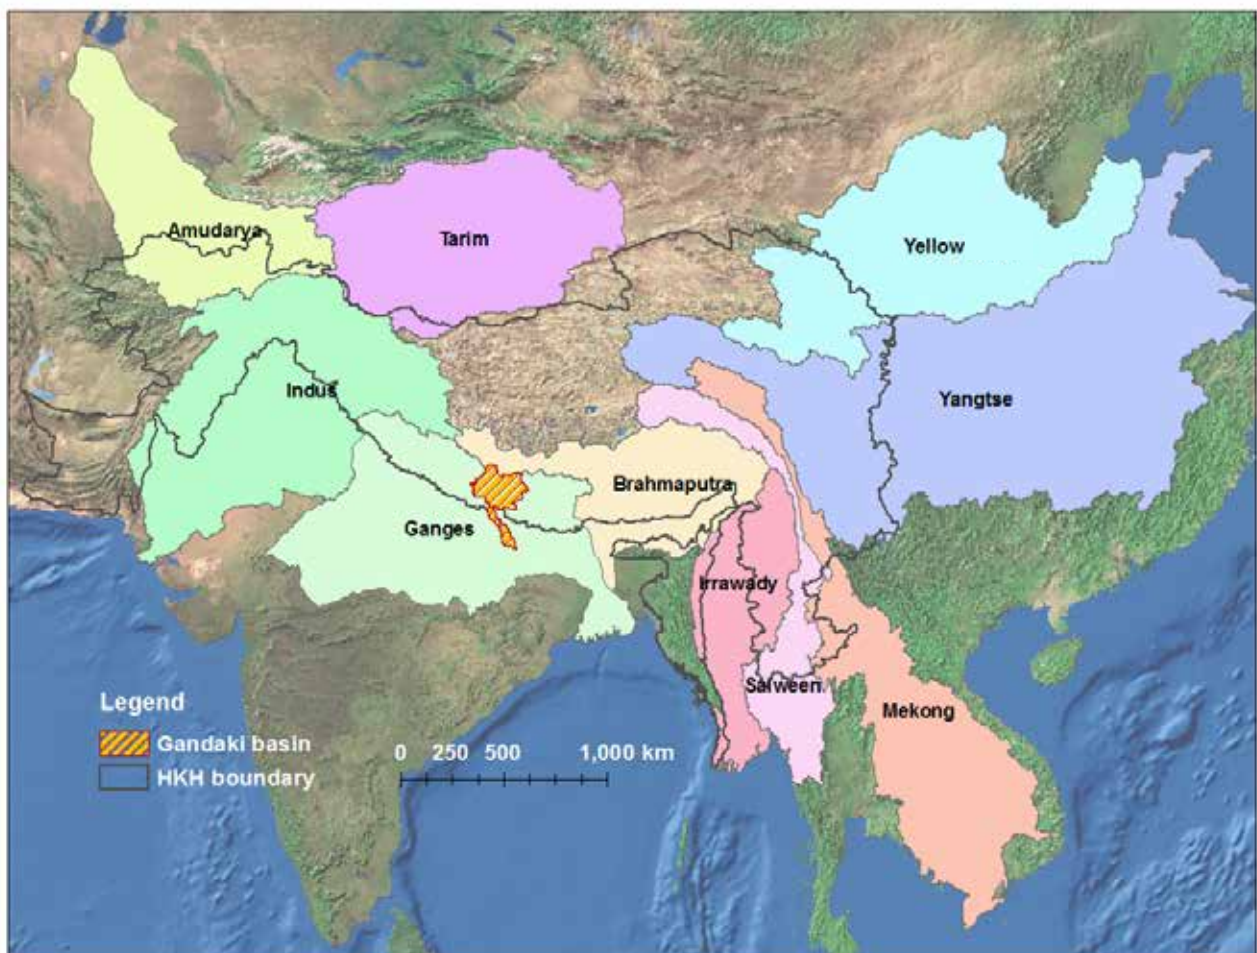 Amudarya
Tarim
Yellow
Indus
Yangtse
Brahmaputra
Ganges
Irrawady
Salween
Mekong
Legend
Gandaki basin
HKH boundary
0 250 500 1,000 km